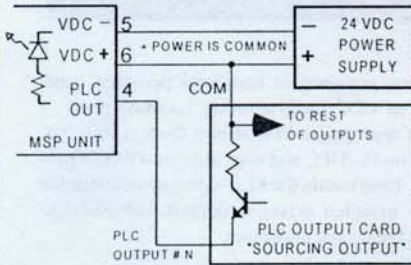 VDC − 5
VDC + 6
PLC
OUT 4
MSP UNIT
+ POWER IS COMMON
−
+
24 VDC
POWER
SUPPLY
COM
TO REST
OF OUTPUTS
PLC
OUTPUT # N
PLC OUTPUT CARD
"SOURCING OUTPUT"